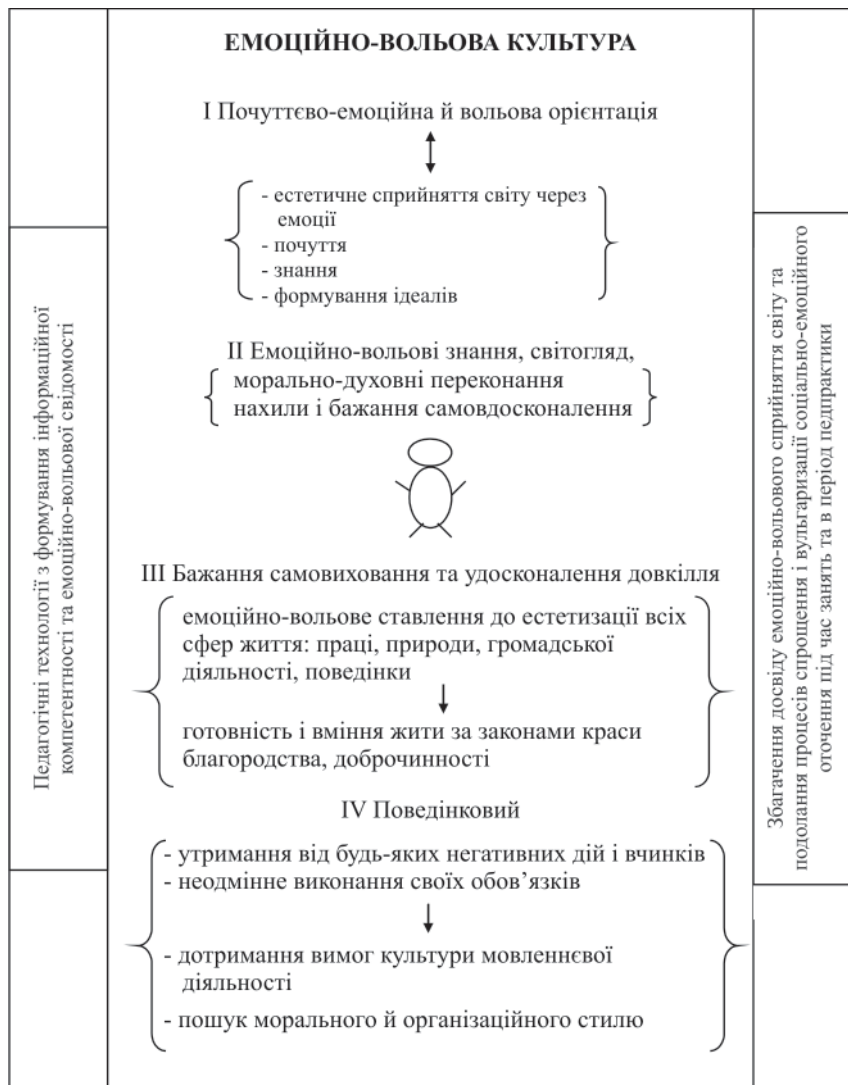 ЕМОЦІЙНО-ВОЛЬОВА КУЛЬТУРА
І Почуттєво-емоційна й вольова орієнтація
- естетичне сприйняття світу через
емоції
- почуття
- знання
- формування ідеалів
ІІ Емоційно-вольові знання, світогляд,
морально-духовні переконання
нахили і бажання самовдосконалення
ІІІ Бажання самовиховання та удосконалення довкілля
емоційно-вольове ставлення до естетизації всіх
сфер життя: праці, природи, громадської
діяльності, поведінки
готовність і вміння жити за законами краси
благородства, доброчинності
IV Поведінковий
- утримання від будь-яких негативних дій і вчинків
- неодмінне виконання своїх обов’язків
- дотримання вимог культури мовленнєвої
діяльності
- пошук морального й організаційного стилю
Педагогічні технології з формування інформаційної
компетентності та емоційно-вольової свідомості
Збагачення досвіду емоційно-вольового сприйняття світу та
подолання процесів спрощення і вульгаризації соціально-емоційного
оточення під час занять та в період педпрактики